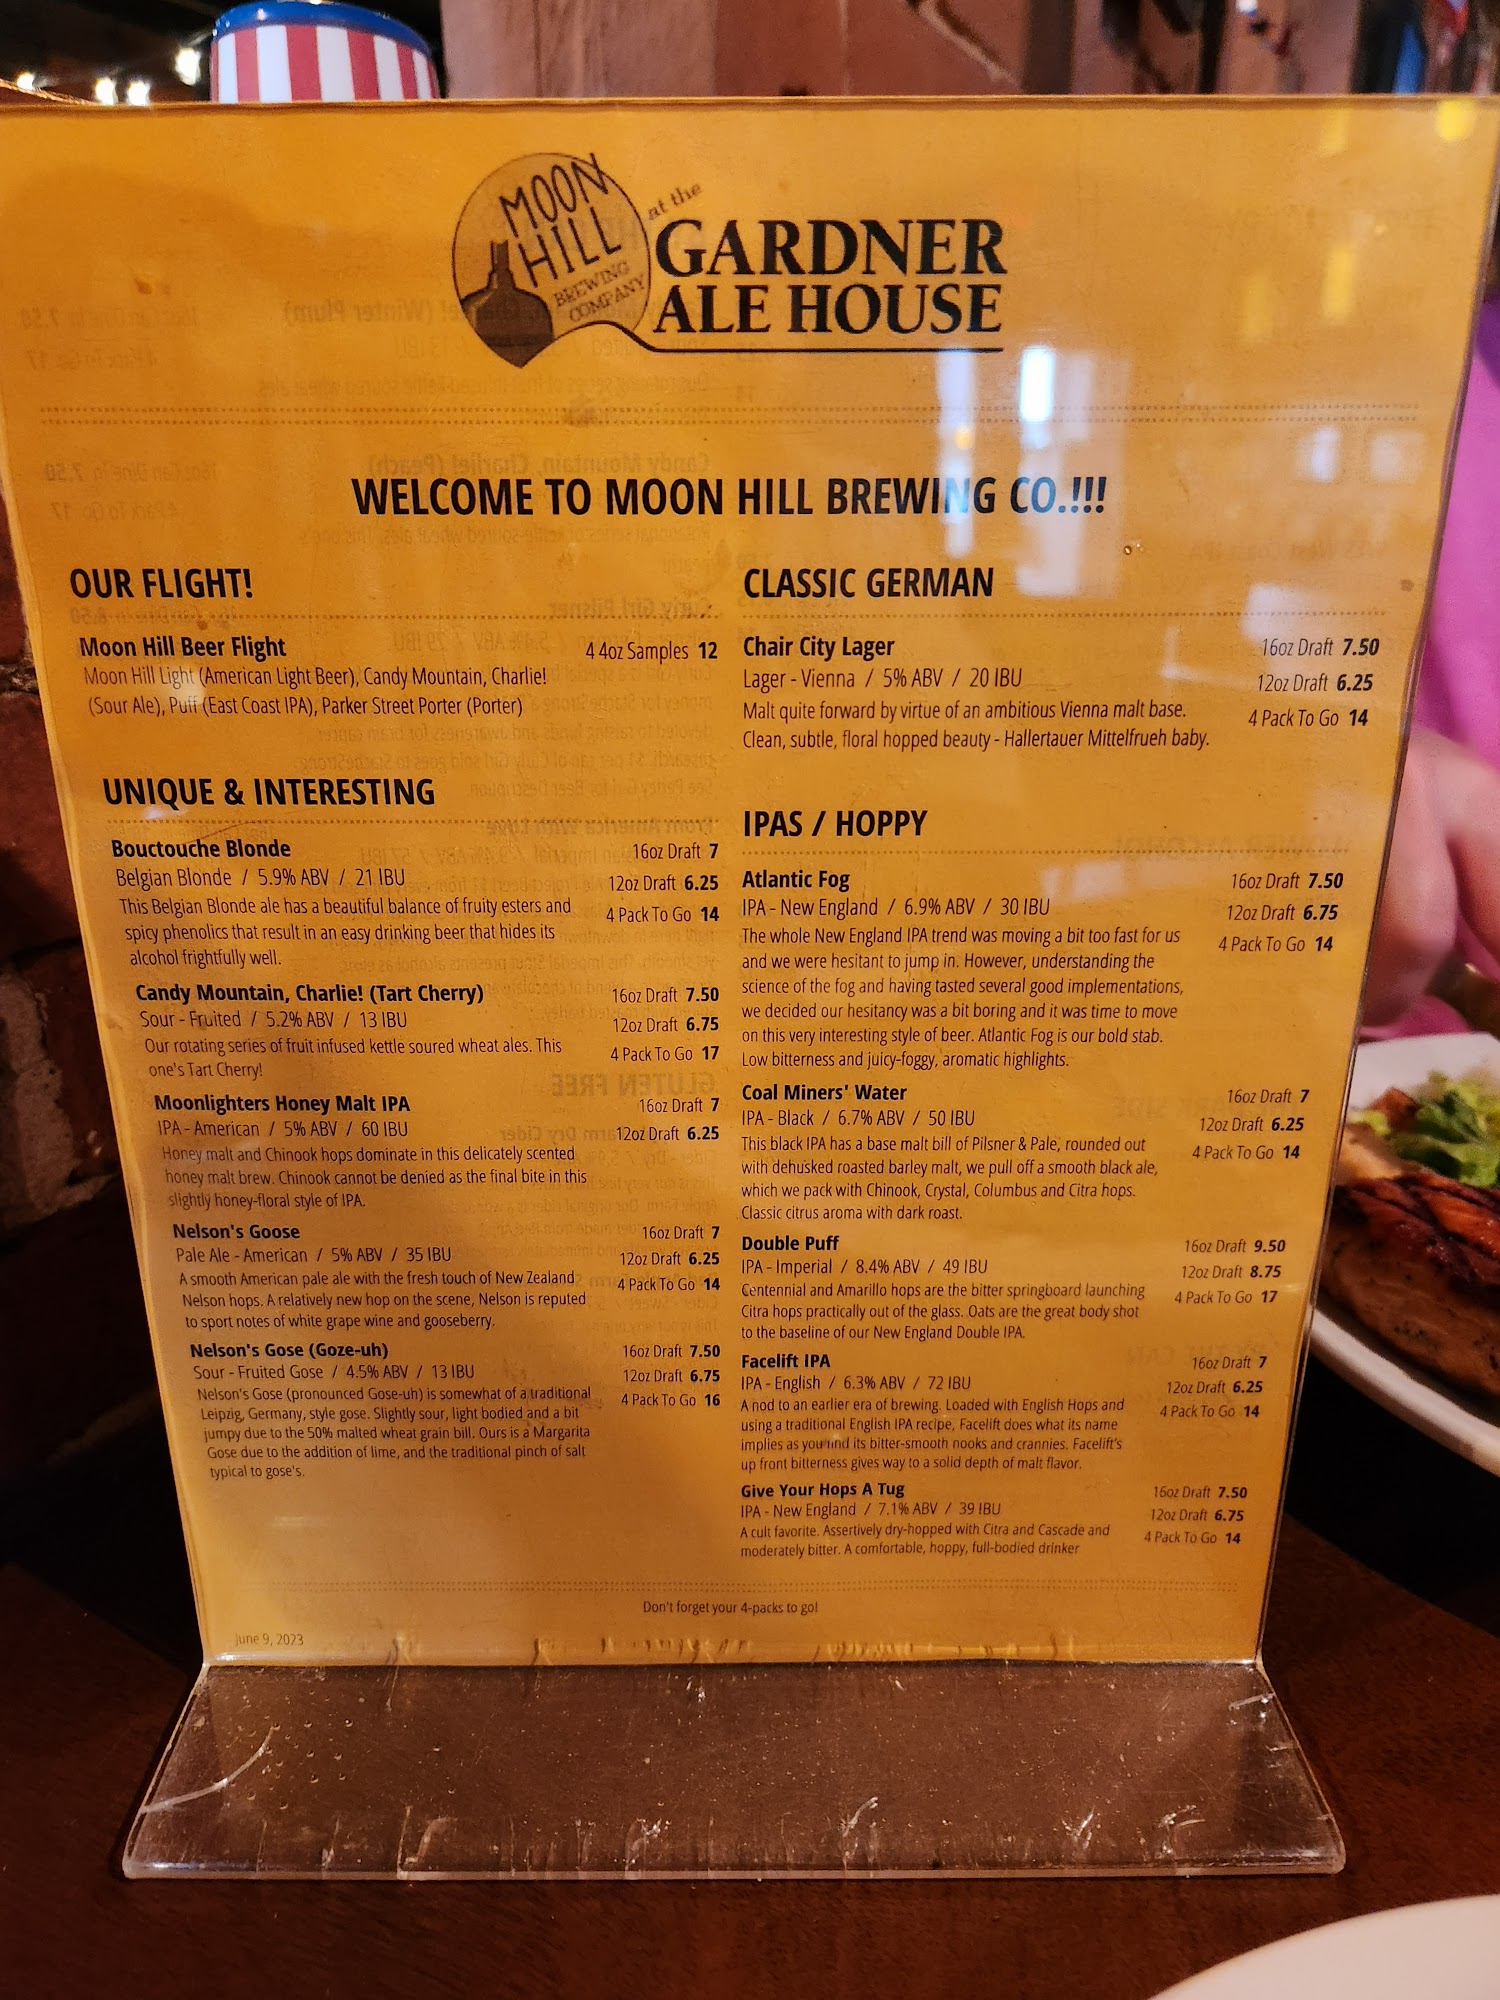 MOON
HILL
BREWING
COMPANY
at the
GARDNER
ALE HOUSE
WELCOME TO MOON HILL BREWING CO.!!!
OUR FLIGHT!
Moon Hill Beer Flight 4 4oz Samples 12
Moon Hill Light (American Light Beer), Candy Mountain, Charlie!
(Sour Ale), Puff (East Coast IPA), Parker Street Porter (Porter)
UNIQUE & INTERESTING
Bouctouche Blonde 16oz Draft 7
Belgian Blonde / 5.9% ABV / 21 IBU 12oz Draft 6.25
This Belgian Blonde ale has a beautiful balance of fruity esters and 4 Pack To Go 14
spicy phenolics that result in an easy drinking beer that hides its
alcohol frightfully well.
Candy Mountain, Charlie! (Tart Cherry) 16oz Draft 7.50
Sour - Fruited / 5.2% ABV / 13 IBU 12oz Draft 6.75
Our rotating series of fruit infused kettle soured wheat ales. This 4 Pack To Go 17
one's Tart Cherry!
Moonlighters Honey Malt IPA 16oz Draft 7
IPA - American / 5% ABV / 60 IBU 12oz Draft 6.25
Honey malt and Chinook hops dominate in this delicately scented
honey malt brew. Chinook cannot be denied as the final bite in this
slightly honey-floral style of IPA.
Nelson's Goose 16oz Draft 7
Pale Ale - American / 5% ABV / 35 IBU 12oz Draft 6.25
A smooth American pale ale with the fresh touch of New Zealand 4 Pack To Go 14
Nelson hops. A relatively new hop on the scene, Nelson is reputed
to sport notes of white grape wine and gooseberry.
Nelson's Gose (Goze-uh) 16oz Draft 7.50
Sour - Fruited Gose / 4.5% ABV / 13 IBU 12oz Draft 6.75
Nelson's Gose (pronounced Gose-uh) is somewhat of a traditional 4 Pack To Go 16
Leipzig, Germany, style gose. Slightly sour, light bodied and a bit
jumpy due to the 50% malted wheat grain bill. Ours is a Margarita
Gose due to the addition of lime, and the traditional pinch of salt
typical to gose's.
CLASSIC GERMAN
Chair City Lager 16oz Draft 7.50
Lager - Vienna / 5% ABV / 20 IBU 12oz Draft 6.25
Malt quite forward by virtue of an ambitious Vienna malt base. 4 Pack To Go 14
Clean, subtle, floral hopped beauty - Hallertauer Mittelfrueh baby.
IPAS / HOPPY
Atlantic Fog 16oz Draft 7.50
IPA - New England / 6.9% ABV / 30 IBU 12oz Draft 6.75
The whole New England IPA trend was moving a bit too fast for us 4 Pack To Go 14
and we were hesitant to jump in. However, understanding the
science of the fog and having tasted several good implementations,
we decided our hesitancy was a bit boring and it was time to move
on this very interesting style of beer. Atlantic Fog is our bold stab.
Low bitterness and juicy-foggy, aromatic highlights.
Coal Miners' Water 16oz Draft 7
IPA - Black / 6.7% ABV / 50 IBU 12oz Draft 6.25
This black IPA has a base malt bill of Pilsner & Pale, rounded out 4 Pack To Go 14
with dehusked roasted barley malt, we pull off a smooth black ale,
which we pack with Chinook, Crystal, Columbus and Citra hops.
Classic citrus aroma with dark roast.
Double Puff 16oz Draft 9.50
IPA - Imperial / 8.4% ABV / 49 IBU 12oz Draft 8.75
Centennial and Amarillo hops are the bitter springboard launching 4 Pack To Go 17
Citra hops practically out of the glass. Oats are the great body shot
to the baseline of our New England Double IPA.
Facelift IPA 16oz Draft 7
IPA - English / 6.3% ABV / 72 IBU 12oz Draft 6.25
A nod to an earlier era of brewing. Loaded with English Hops and 4 Pack To Go 14
using a traditional English IPA recipe, Facelift does what its name
implies as you find its bitter-smooth nooks and crannies. Facelift's
up front bitterness gives way to a solid depth of malt flavor.
Give Your Hops A Tug 16oz Draft 7.50
IPA - New England / 7.1% ABV / 39 IBU 12oz Draft 6.75
A cult favorite. Assertively dry-hopped with Citra and Cascade and 4 Pack To Go 14
moderately bitter. A comfortable, hoppy, full-bodied drinker
Don't forget your 4-packs to go!
June 9, 2023